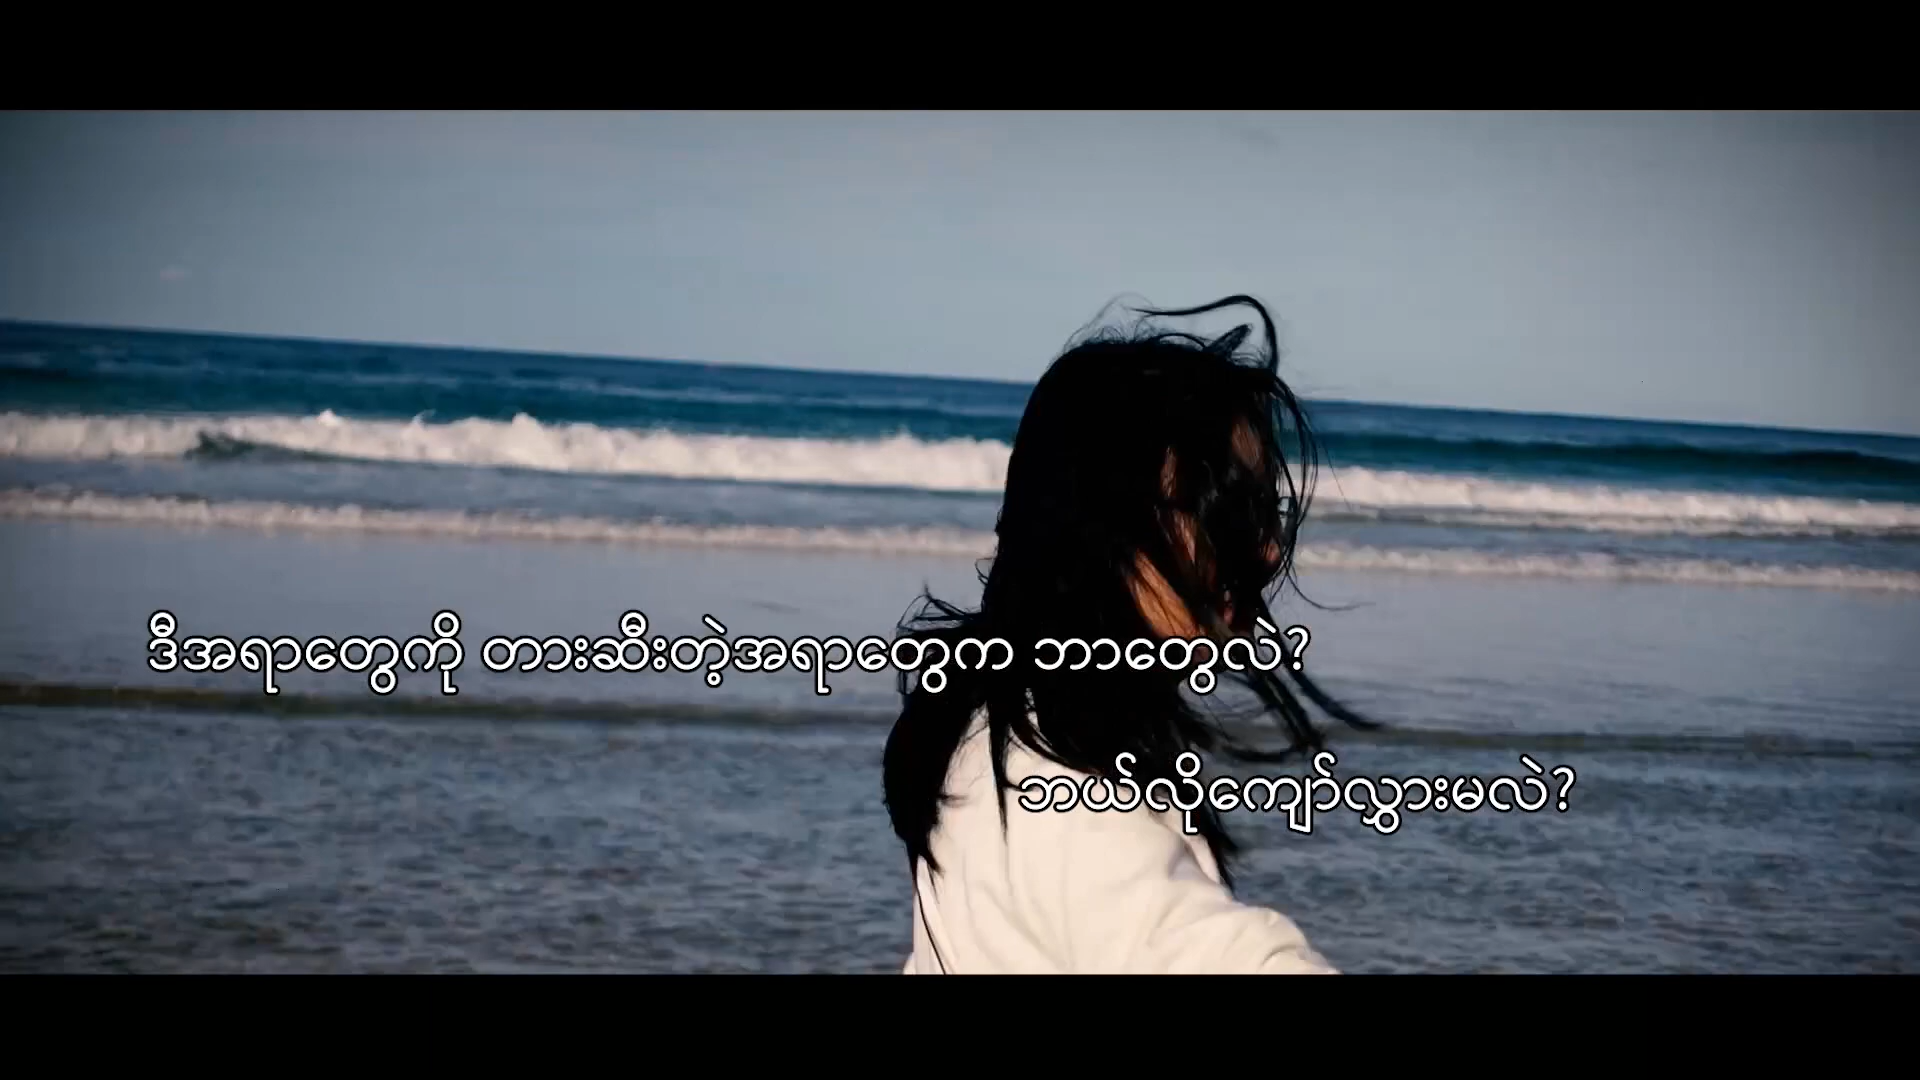 ဒီအရာတွေကို တားဆီးတဲ့အရာတွေက ဘာတွေလဲ?
ဘယ်လိုကျော်လွှားမလဲ?